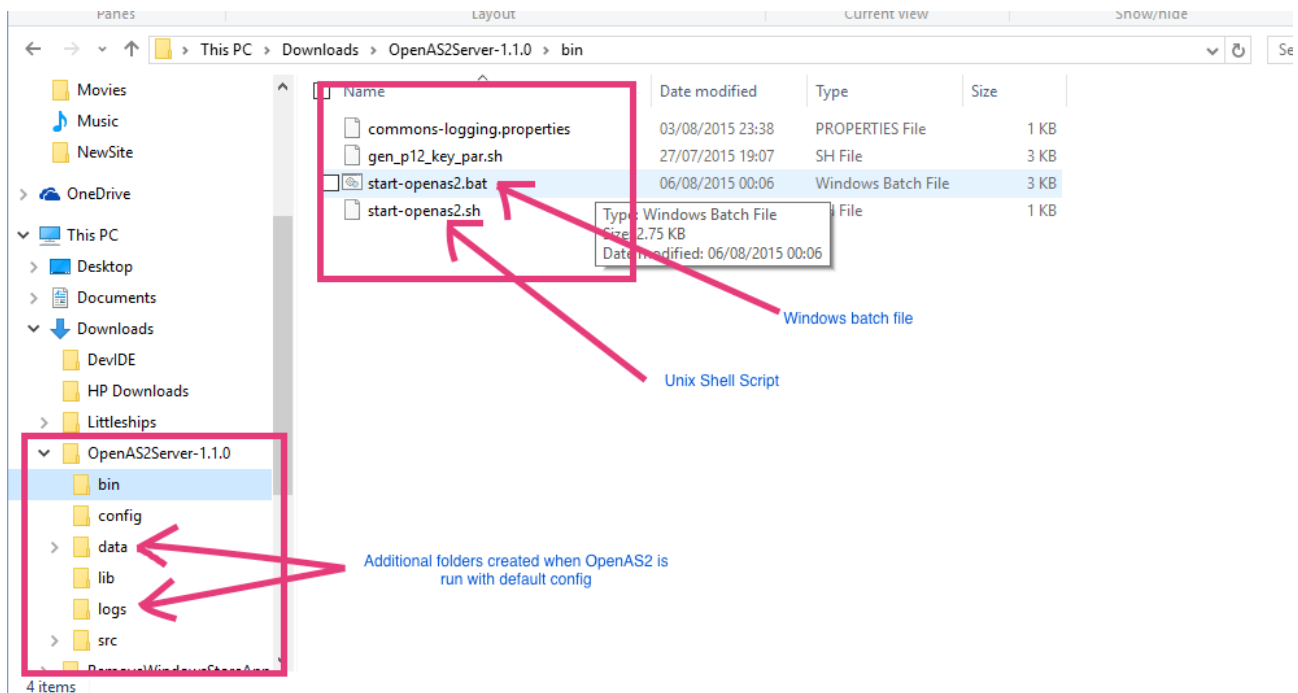 Panes Layout Current view Show/hide
This PC > Downloads > OpenAS2Server-1.1.0 > bin
Movies
Music
NewSite
OneDrive
This PC
Desktop
Documents
Downloads
DevIDE
HP Downloads
Littleships
OpenAS2Server-1.1.0
bin
config
data
lib
logs
src
4 items
Name Date modified Type Size
commons-logging.properties 03/08/2015 23:38 PROPERTIES File 1 KB
gen_p12_key_par.sh 27/07/2015 19:07 SH File 3 KB
start-openas2.bat 06/08/2015 00:06 Windows Batch File 3 KB
start-openas2.sh File 1 KB
Type: Windows Batch File
Size: 2.75 KB
Date modified: 06/08/2015 00:06
Windows batch file
Unix Shell Script
Additional folders created when OpenAS2 is
run with default config